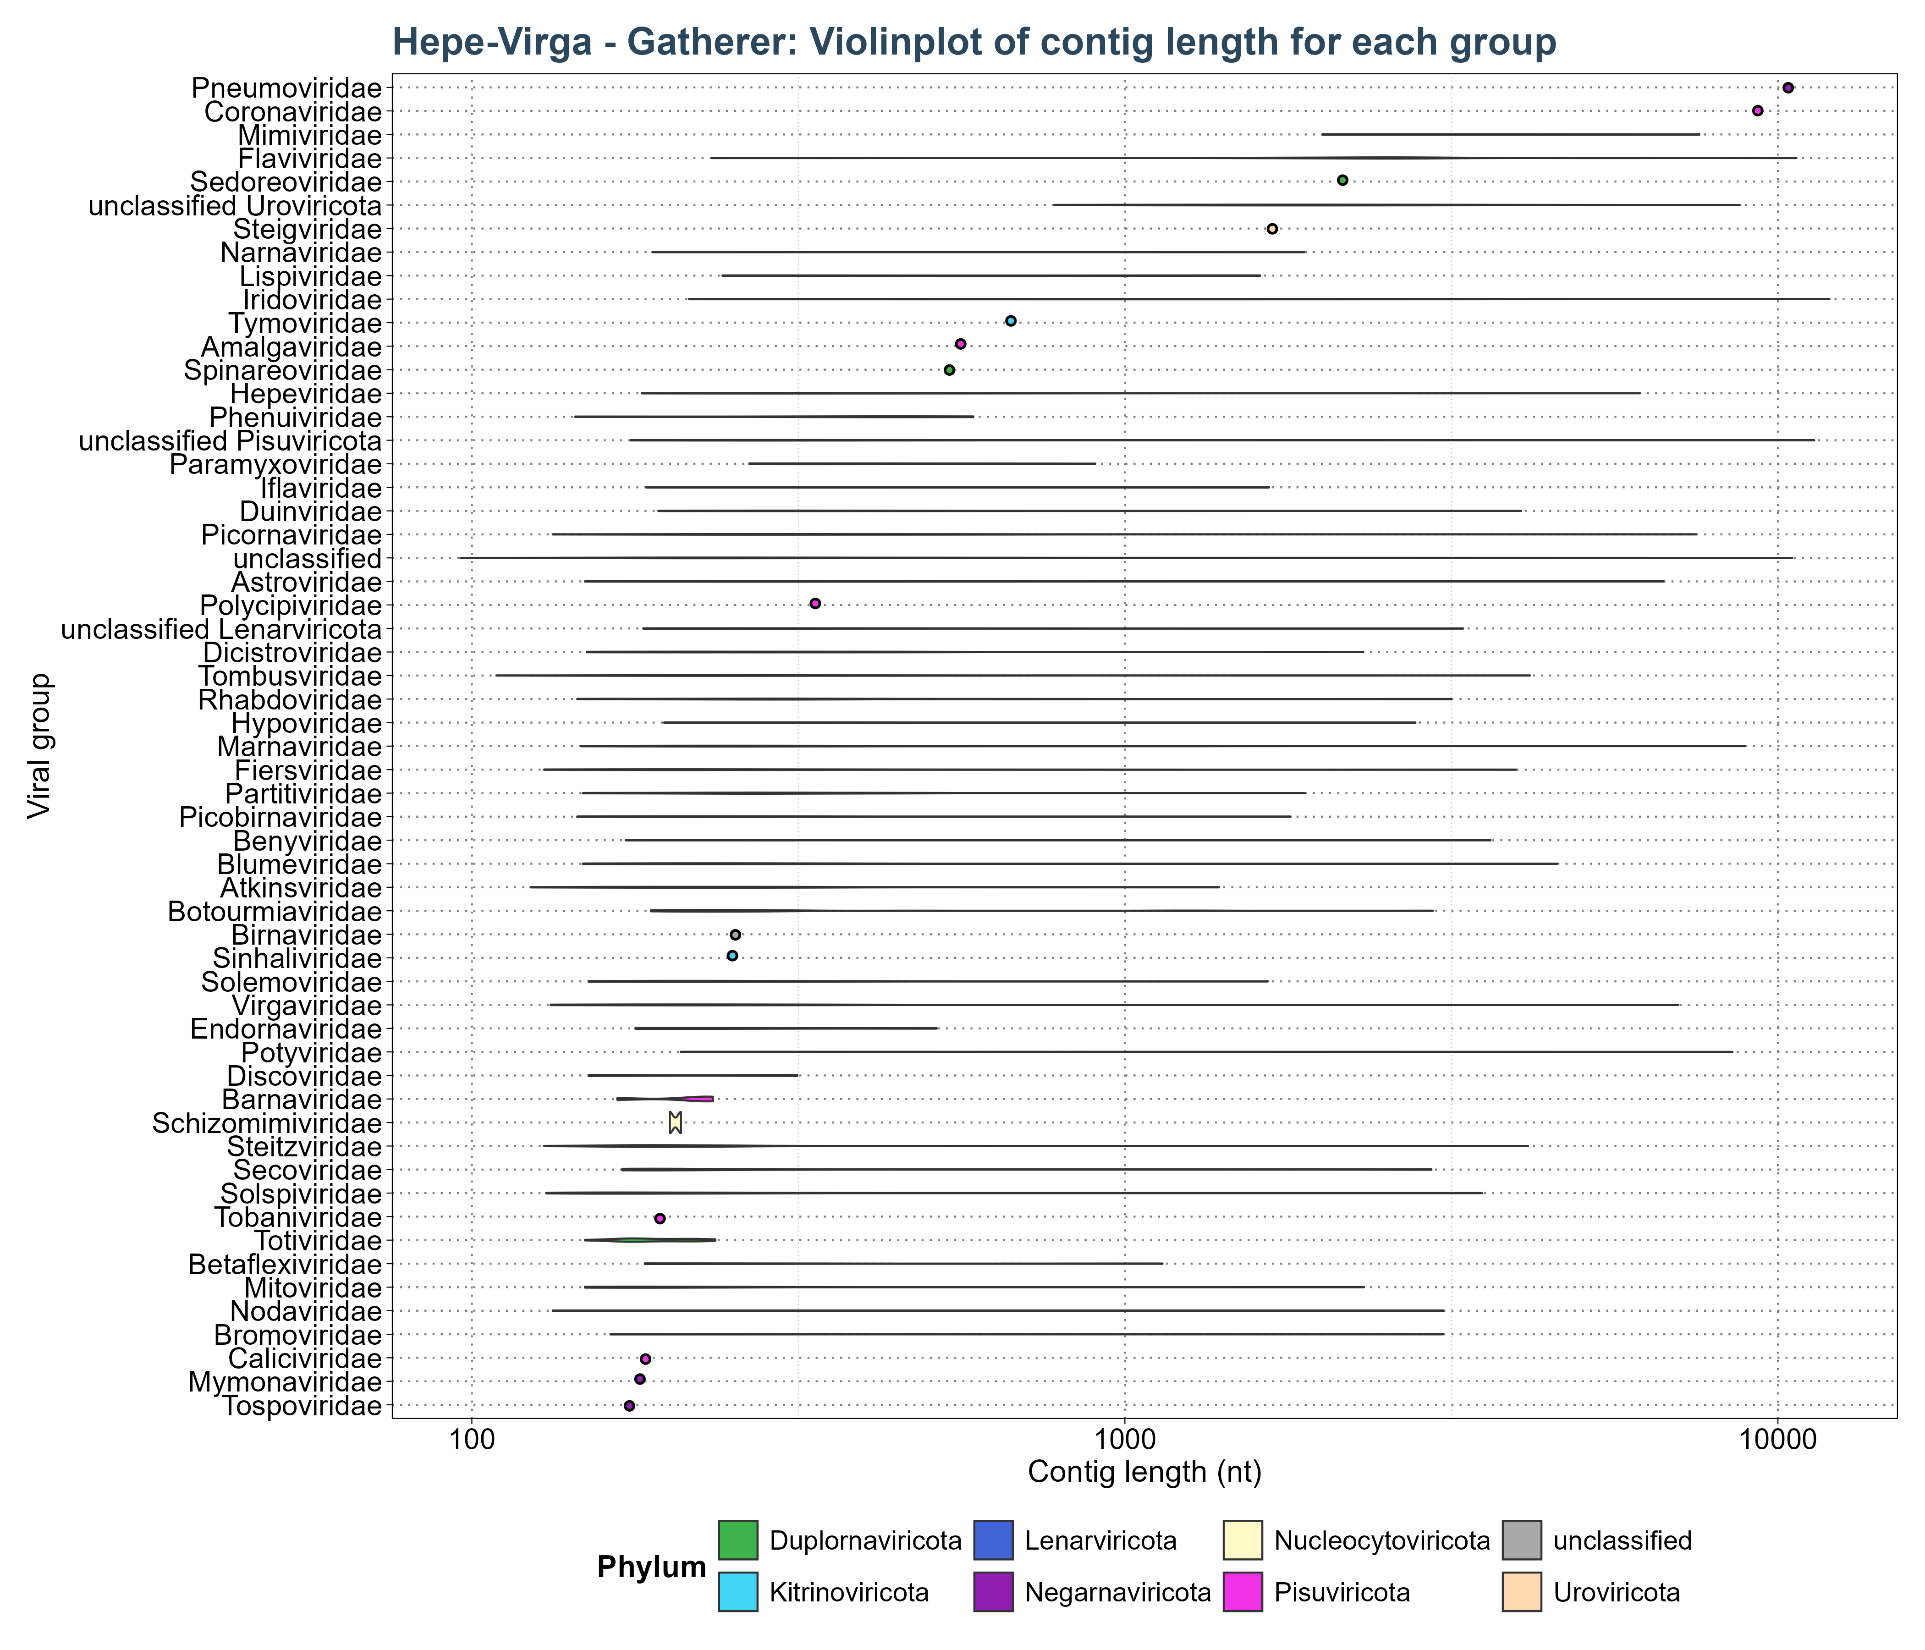 Hepe-Virga - Gatherer: Violinplot of contig length for each group
Pneumoviridae
Coronaviridae
Mimiviridae
Flaviviridae
Sedoreoviridae
unclassified Uroviricota
Steigviridae
Narnaviridae
Lispiviridae
Iridoviridae
Tymoviridae
Amalgaviridae
Spinareoviridae
Hepeviridae
Phenuiviridae
unclassified Pisuviricota
Paramyxoviridae
Iflaviridae
Duinviridae
Picornaviridae
unclassified
Astroviridae
Polycipiviridae
unclassified Lenarviricota
Dicistroviridae
Tombusviridae
Rhabdoviridae
Hypoviridae
Marnaviridae
Fiersviridae
Partitiviridae
Picobirnaviridae
Benyviridae
Blumeviridae
Atkinsviridae
Botourmiaviridae
Birnaviridae
Sinhaliviridae
Solemoviridae
Virgaviridae
Endornaviridae
Potyviridae
Discoviridae
Barnaviridae
Schizomimiviridae
Steitzviridae
Secoviridae
Solspiviridae
Tobaniviridae
Totiviridae
Betaflexiviridae
Mitoviridae
Nodaviridae
Bromoviridae
Caliciviridae
Mymonaviridae
Tospoviridae
Viral group
100 1000 10000
Contig length (nt)
Phylum
Duplornaviricota Lenarviricota Nucleocytoviricota unclassified
Kitrinoviricota Negarnaviricota Pisuviricota Uroviricota